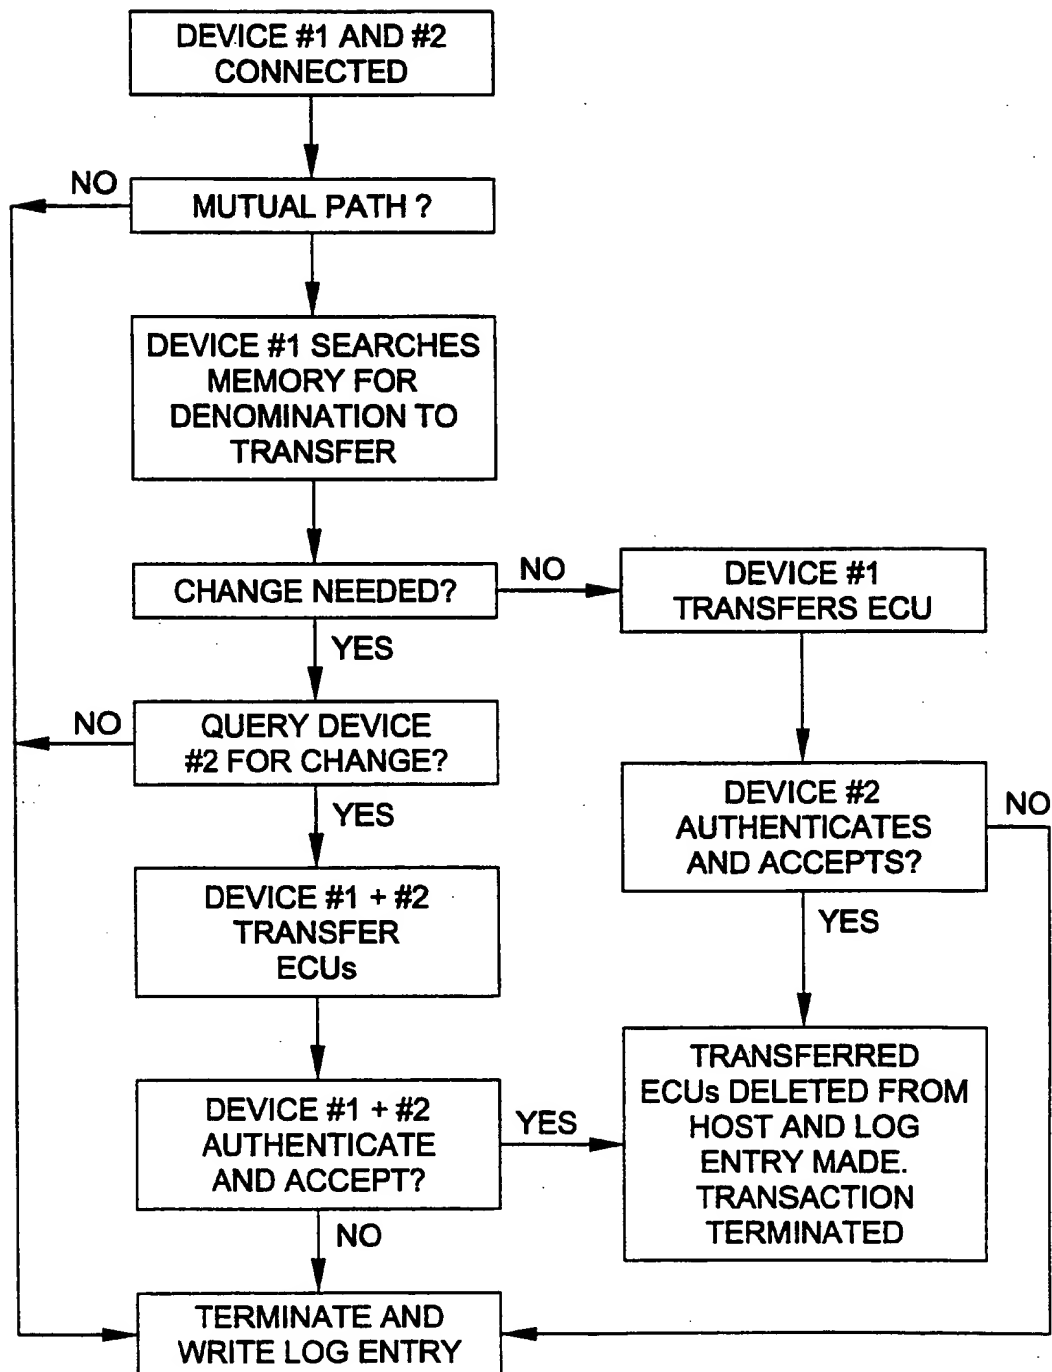 DEVICE #1 AND #2
CONNECTED
NO
MUTUAL PATH ?
DEVICE #1 SEARCHES
MEMORY FOR
DENOMINATION TO
TRANSFER
CHANGE NEEDED?
NO
DEVICE #1
TRANSFERS ECU
YES
NO
QUERY DEVICE
#2 FOR CHANGE?
YES
DEVICE #2
AUTHENTICATES
AND ACCEPTS?
NO
YES
DEVICE #1 + #2
TRANSFER
ECUs
DEVICE #1 + #2
AUTHENTICATE
AND ACCEPT?
YES
NO
TRANSFERRED
ECUs DELETED FROM
HOST AND LOG
ENTRY MADE.
TRANSACTION
TERMINATED
TERMINATE AND
WRITE LOG ENTRY